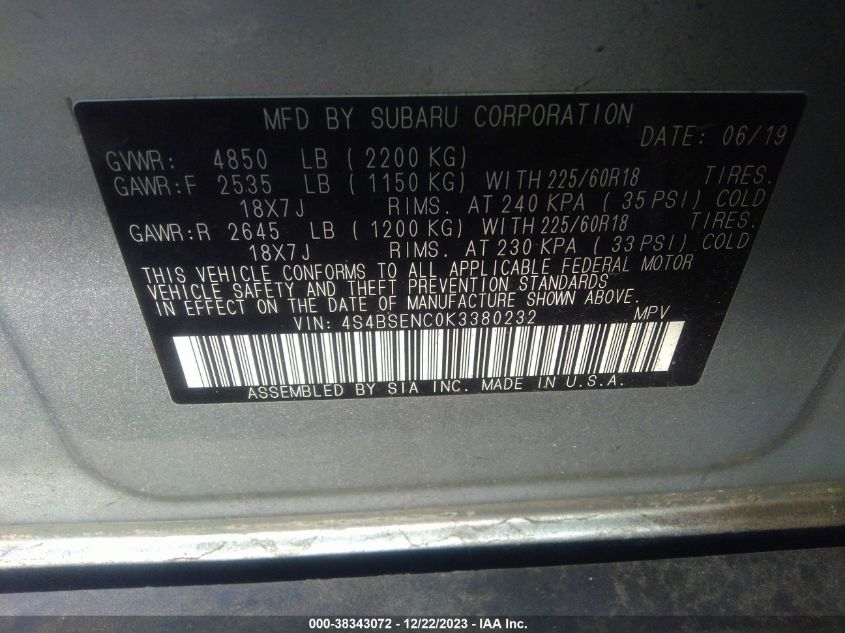 MFD BY SUBARU CORPORATION
DATE: 06/19
GVWR: 4850 LB (2200 KG)
GAWR:F 2535 LB (1150 KG) WITH 225/60R18 TIRES.
18X7J RIMS. AT 240 KPA (35 PSI) COLD
GAWR:R 2645 LB (1200 KG) WITH 225/60R18 TIRES.
18X7J RIMS. AT 230 KPA (33 PSI) COLD
THIS VEHICLE CONFORMS TO ALL APPLICABLE FEDERAL MOTOR
VEHICLE SAFETY AND THEFT PREVENTION STANDARDS
IN EFFECT ON THE DATE OF MANUFACTURE SHOWN ABOVE.
VIN: 4S4BSENC0K3380232 MPV
ASSEMBLED BY SIA INC. MADE IN U.S.A.
000-38343072 - 12/22/2023 - IAA Inc.